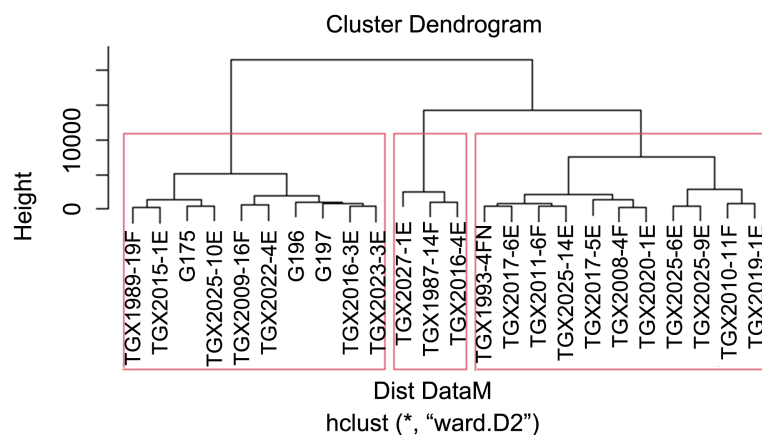 Cluster Dendrogram
Height
0
10000
TGX1989-19F
TGX2015-1E
G175
TGX2025-10E
TGX2009-16F
TGX2022-4E
G196
G197
TGX2016-3E
TGX2023-3E
TGX2027-1E
TGX1987-14F
TGX2016-4E
TGX1993-4FN
TGX2017-6E
TGX2011-6F
TGX2025-14E
TGX2017-5E
TGX2008-4F
TGX2020-1E
TGX2025-6E
TGX2025-9E
TGX2010-11F
TGX2019-1E
Dist DataM
hclust (*, “ward.D2”)